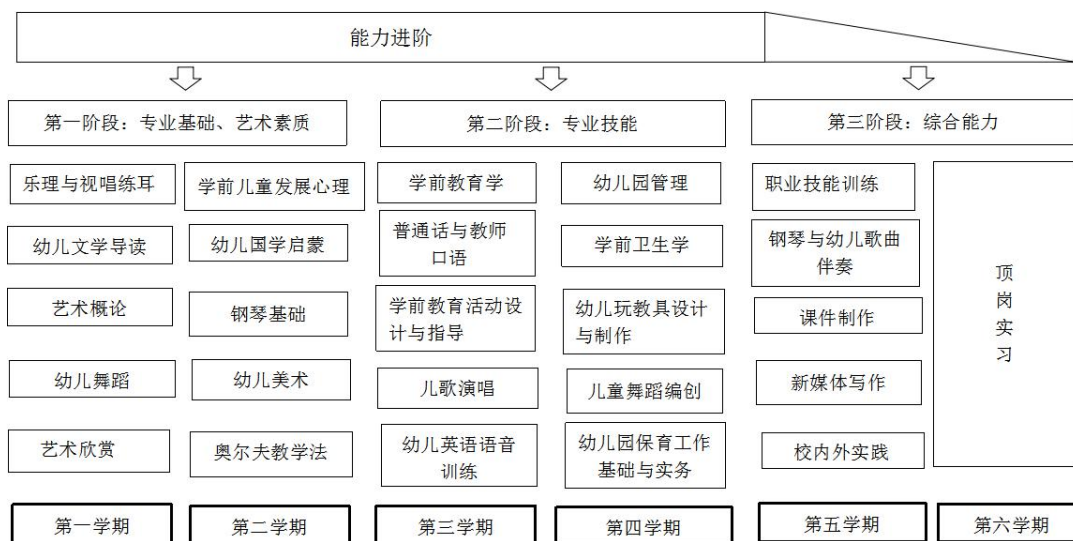 能力进阶
第一阶段：专业基础、艺术素质
第二阶段：专业技能
第三阶段：综合能力
乐理与视唱练耳
学前儿童发展心理
学前教育学
幼儿园管理
职业技能训练
幼儿文学导读
幼儿国学启蒙
普通话与教师
口语
学前卫生学
钢琴与幼儿歌曲
伴奏
艺术概论
钢琴基础
学前教育活动设
计与指导
幼儿玩教具设计
与制作
课件制作
幼儿舞蹈
幼儿美术
儿歌演唱
儿童舞蹈编创
新媒体写作
艺术欣赏
奥尔夫教学法
幼儿英语语音
训练
幼儿园保育工作
基础与实务
校内外实践
顶岗实习
第一学期
第二学期
第三学期
第四学期
第五学期
第六学期